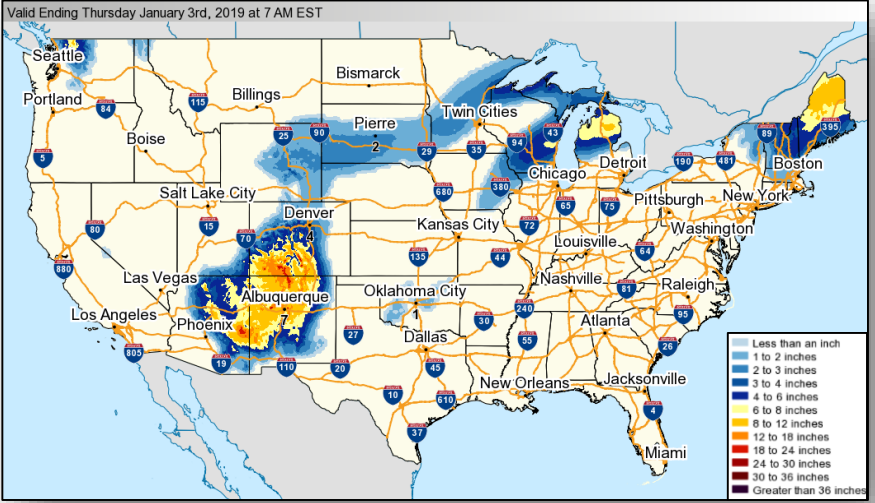 Valid Ending Thursday January 3rd, 2019 at 7 AM EST
Seattle
Bismarck
Portland
84
115
Billings
Twin Cities
Pierre
2
25
90
94
43
89
395
5
Boise
29
35
Boston
Detroit
190
481
Chicago
680
380
Salt Lake City
Pittsburgh
New York
65
75
Denver
4
80
15
70
Kansas City
72
Washington
Louisville
64
880
135
44
Las Vegas
Nashville
81
Raleigh
Albuquerque
7
Oklahoma City
1
240
95
Los Angeles
Phoenix
30
Atlanta
27
Dallas
55
26
805
19
110
20
45
New Orleans
Jacksonville
10
610
4
37
Miami
Less than an inch
1 to 2 inches
2 to 3 inches
3 to 4 inches
4 to 6 inches
6 to 8 inches
8 to 12 inches
12 to 18 inches
18 to 24 inches
24 to 30 inches
30 to 36 inches
Greater than 36 inches